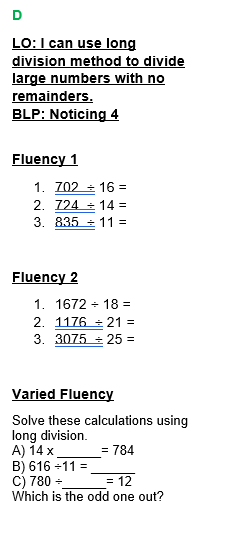 D
LO: I can use long
division method to divide
large numbers with no
remainders.
BLP: Noticing 4
Fluency 1
1. 702 ÷ 16 =
2. 724 ÷ 14 =
3. 835 ÷ 11 =
Fluency 2
1. 1672 ÷ 18 =
2. 1176 ÷ 21 =
3. 3075 ÷ 25 =
Varied Fluency
Solve these calculations using
long division.
A) 14 x ______= 784
B) 616 ÷11 = ______
C) 780 ÷______= 12
Which is the odd one out?